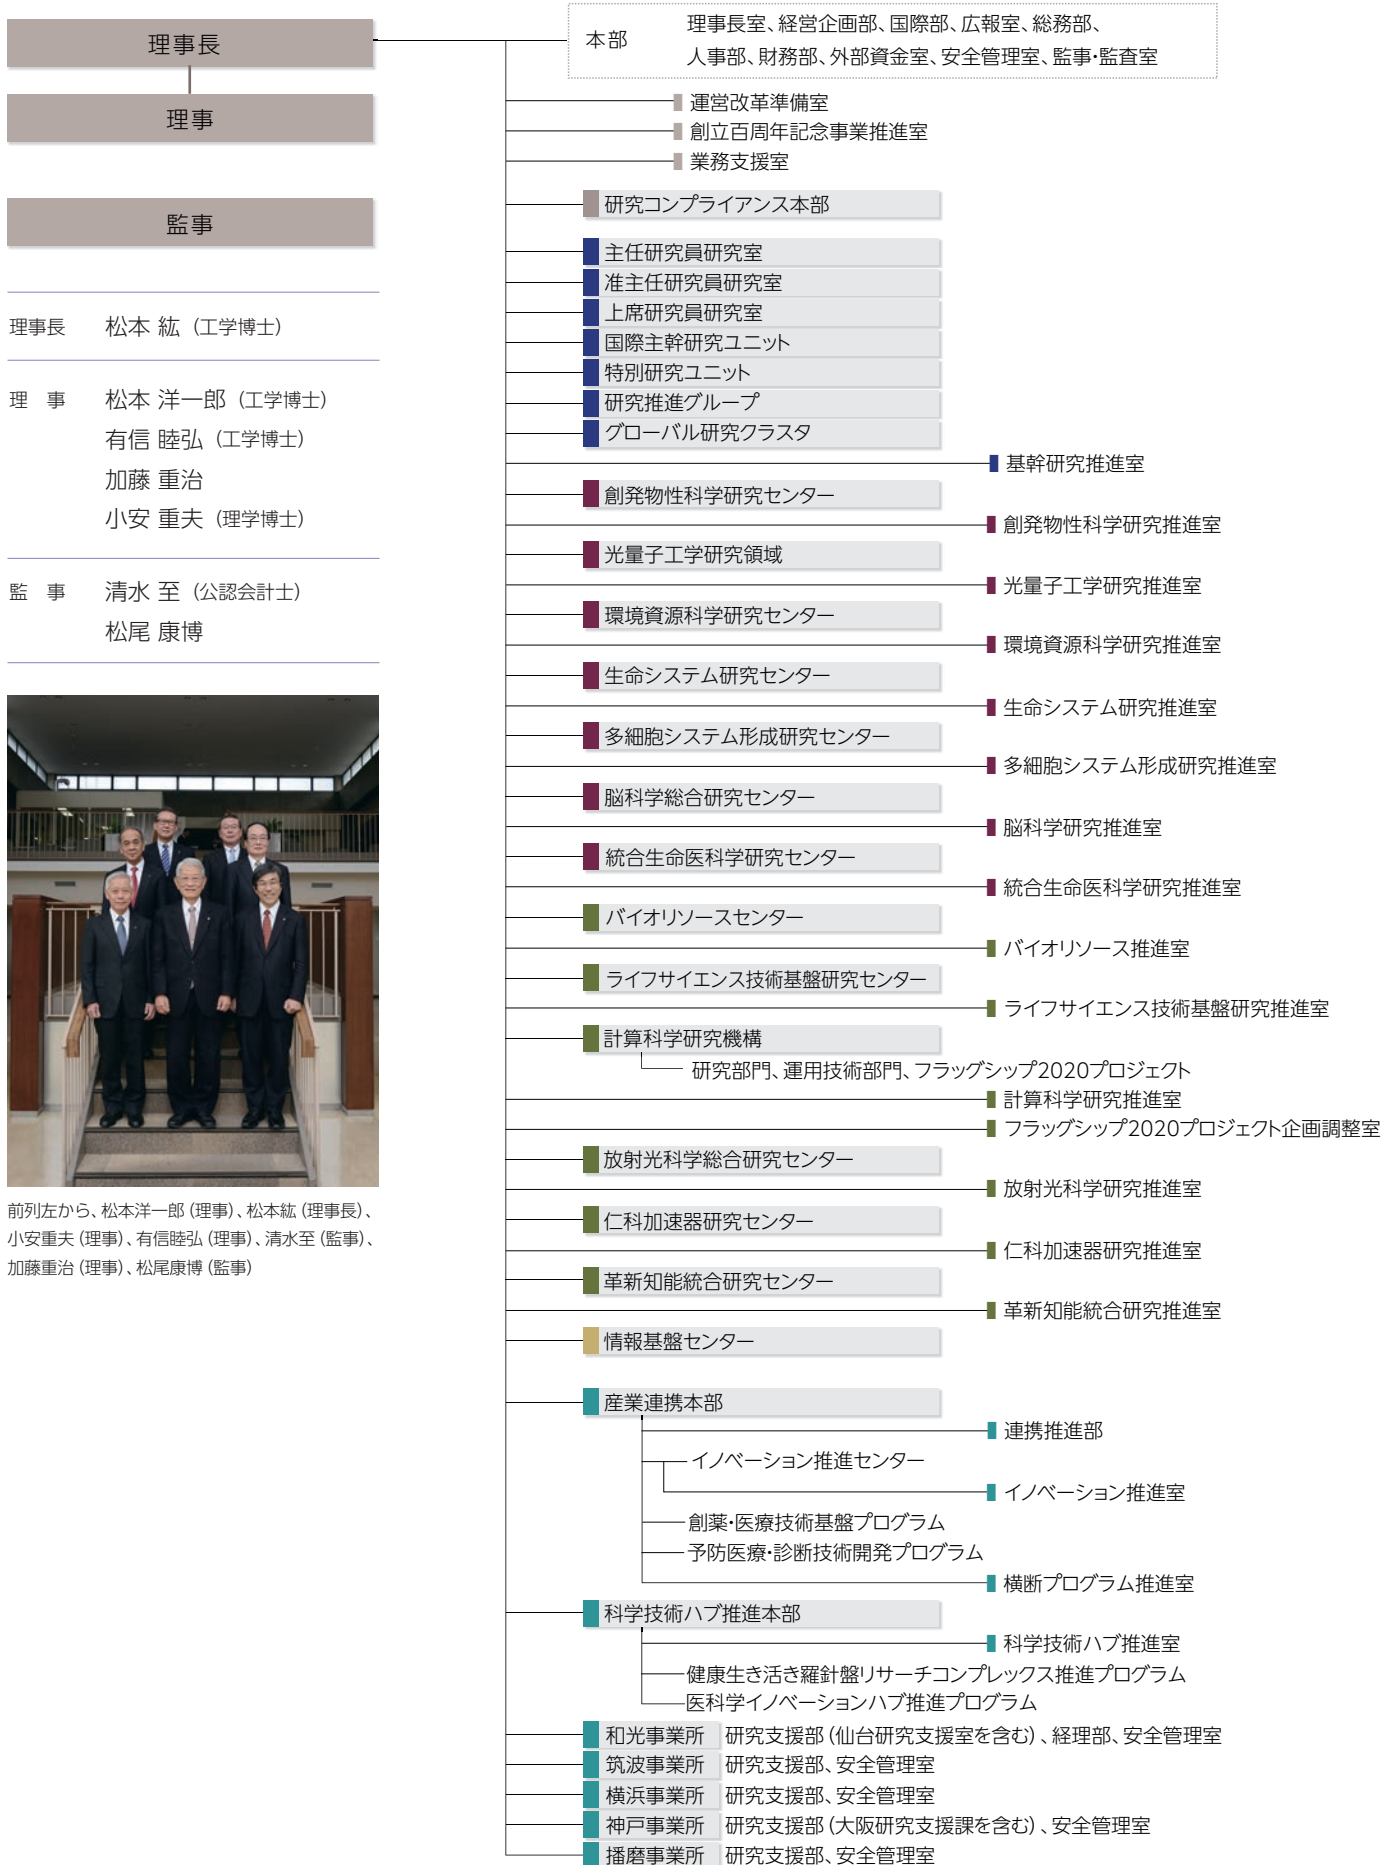 理事長
理事
監事
理事長 松本 紘（工学博士）
理 事 松本 洋一郎（工学博士）
有信 睦弘（工学博士）
加藤 重治
小安 重夫（理学博士）
監 事 清水 至（公認会計士）
松尾 康博
前列左から、松本洋一郎（理事）、松本紘（理事長）、
小安重夫（理事）、有信睦弘（理事）、清水至（監事）、
加藤重治（理事）、松尾康博（監事）
本部 理事長室、経営企画部、国際部、広報室、総務部、
人事部、財務部、外部資金室、安全管理室、監事・監査室
運営改革準備室
創立百周年記念事業推進室
業務支援室
研究コンプライアンス本部
主任研究員研究室
准主任研究員研究室
上席研究員研究室
国際主幹研究ユニット
特別研究ユニット
研究推進グループ
グローバル研究クラスタ
基幹研究推進室
創発物性科学研究センター
創発物性科学研究推進室
光量子工学研究領域
光量子工学研究推進室
環境資源科学研究センター
環境資源科学研究推進室
生命システム研究センター
生命システム研究推進室
多細胞システム形成研究センター
多細胞システム形成研究推進室
脳科学総合研究センター
脳科学研究推進室
統合生命医科学研究センター
統合生命医科学研究推進室
バイオリソースセンター
バイオリソース推進室
ライフサイエンス技術基盤研究センター
ライフサイエンス技術基盤研究推進室
計算科学研究機構
研究部門、運用技術部門、フラッグシップ2020プロジェクト
計算科学研究推進室
フラッグシップ2020プロジェクト企画調整室
放射光科学総合研究センター
放射光科学研究推進室
仁科加速器研究センター
仁科加速器研究推進室
革新知能統合研究センター
革新知能統合研究推進室
情報基盤センター
産業連携本部
連携推進部
イノベーション推進センター
イノベーション推進室
創薬・医療技術基盤プログラム
予防医療・診断技術開発プログラム
横断プログラム推進室
科学技術ハブ推進本部
科学技術ハブ推進室
健康生き活き羅針盤リサーチコンプレックス推進プログラム
医科学イノベーションハブ推進プログラム
和光事業所 研究支援部（仙台研究支援室を含む）、経理部、安全管理室
筑波事業所 研究支援部、安全管理室
横浜事業所 研究支援部、安全管理室
神戸事業所 研究支援部（大阪研究支援課を含む）、安全管理室
播磨事業所 研究支援部、安全管理室